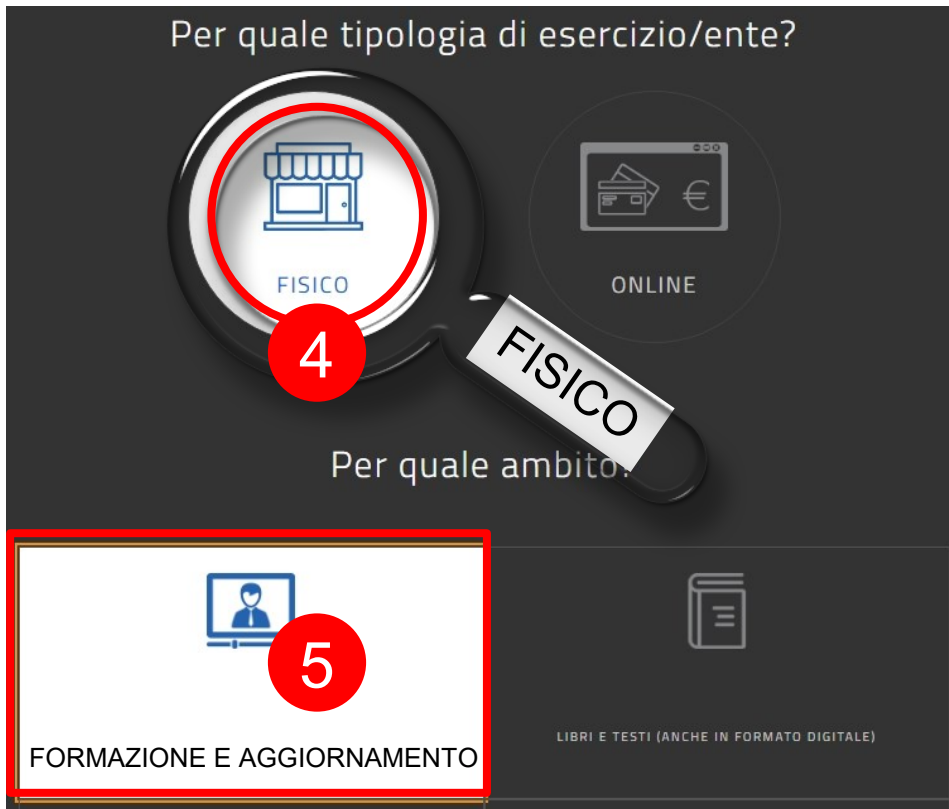 Per quale tipologia di esercizio/ente?
FISICO
ONLINE
4
FISICO
Per quale ambito?
5
FORMAZIONE E AGGIORNAMENTO
LIBRI E TESTI (ANCHE IN FORMATO DIGITALE)